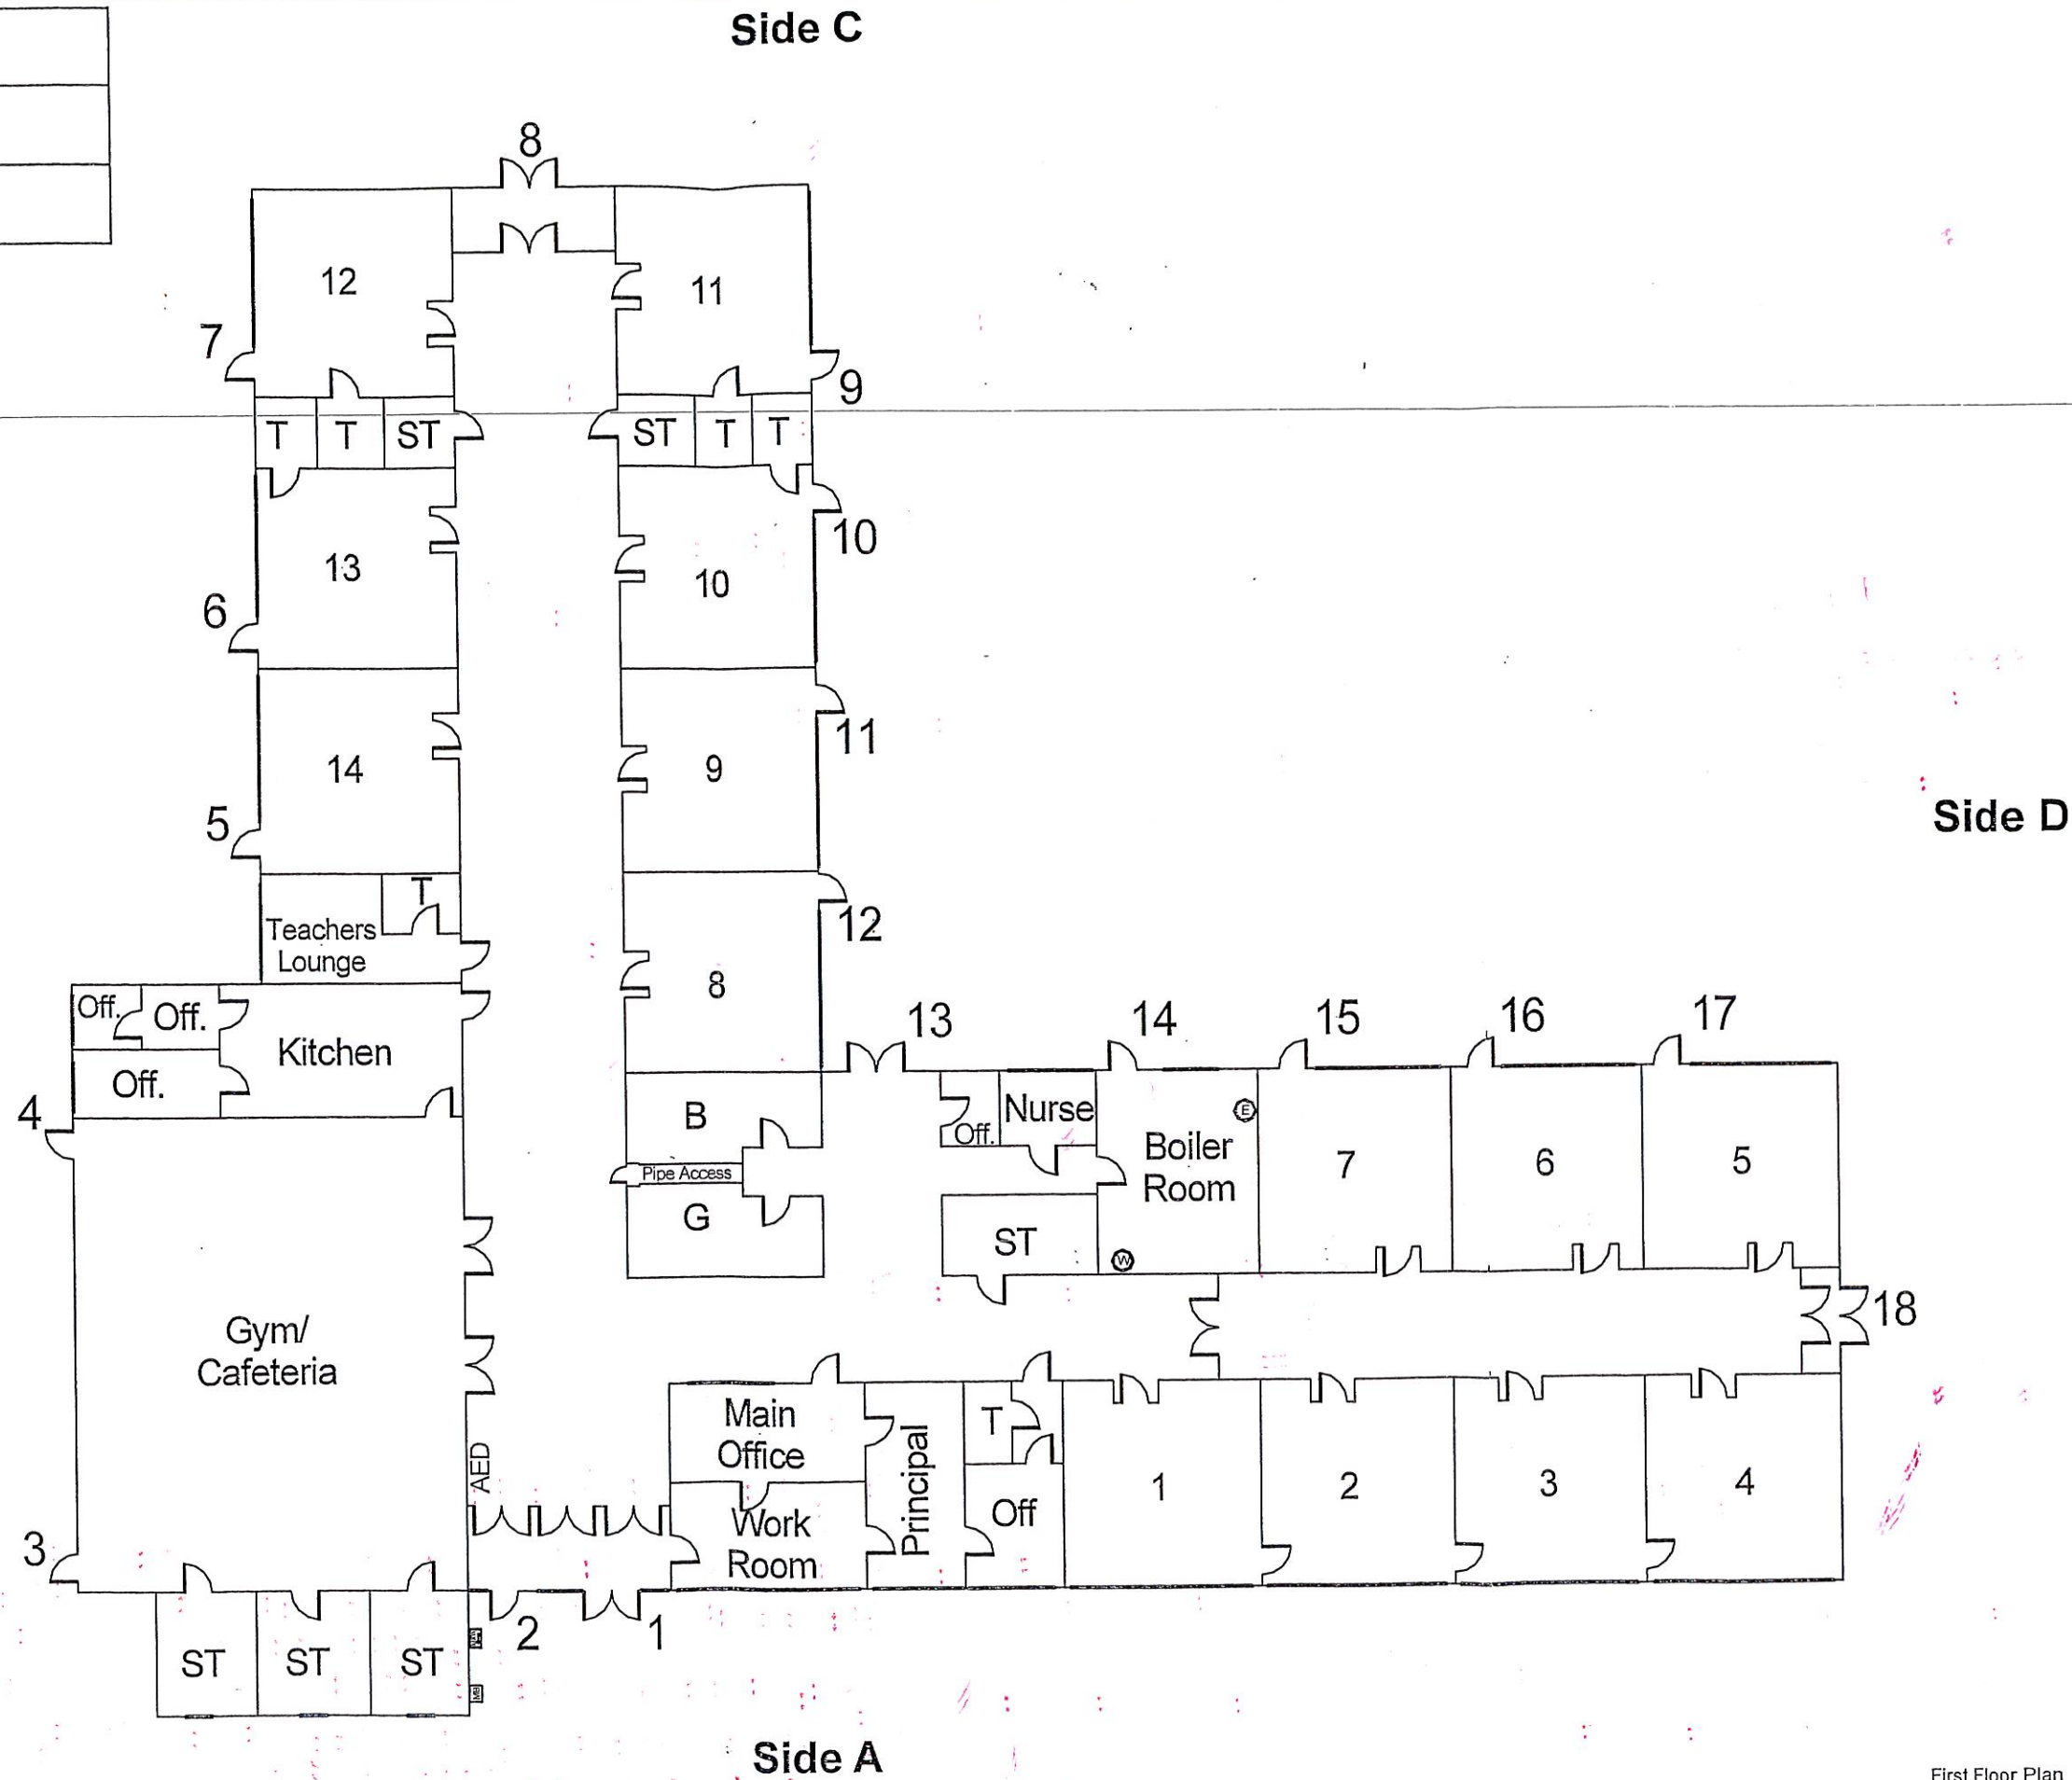 Side C
8
12
11
7
9
T
T
ST
ST
T
T
10
13
10
6
11
14
9
5
12
T
Teachers
Lounge
8
13
14
15
16
17
Off.
Off.
Kitchen
Off.
4
B
Off.
Nurse
E
Boiler
Room
7
6
5
Pipe Access
G
ST
W
18
Gym/
Cafeteria
Main
Office
Principal
T
AED
1
2
3
4
Work
Room
Off
3
2
1
ST
ST
ST
Side D
Side A
First Floor Plan